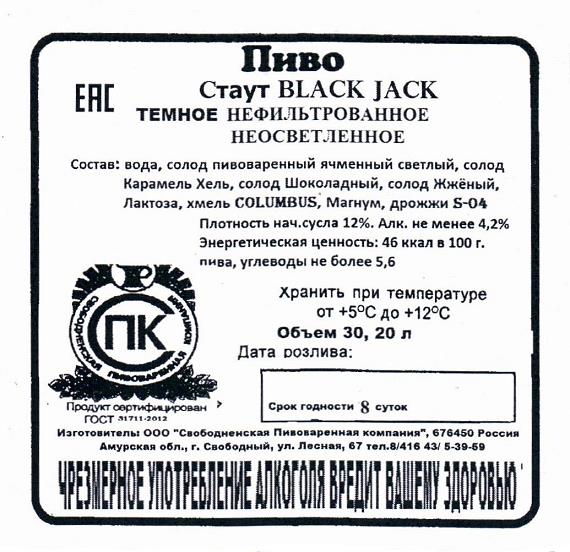 Пиво
Стаут BLACK JACK
EAC
ТЕМНОЕ НЕФИЛЬТРОВАННОЕ
НЕОСВЕТЛЕННОЕ
Состав: вода, солод пивоваренный ячменный светлый, солод
Карамель Хель, солод Шоколадный, солод Жжёный,
Лактоза, хмель COLUMBUS, Магнум, дрожжи S-04
Плотность нач.сусла 12%. Алк. не менее 4,2%
Энергетическая ценность: 46 ккал в 100 г.
пива, углеводы не более 5,6
Хранить при температуре
от +5°С до +12°С
Объем 30, 20 л
Дата розлива:
СВОБОДНЕНСКАЯ ПИВОВАРЕННАЯ КОМПАНИЯ
ПК
Срок годности 8 суток
Продукт сертифицирован
ГОСТ 31711-2012
Изготовитель: ООО "Свободненская Пивоваренная компания", 676450 Россия
Амурская обл., г. Свободный, ул. Лесная, 67 тел.8/416 43/ 5-39-59
ЧРЕЗМЕРНОЕ УПОТРЕБЛЕНИЕ АЛКОГОЛЯ ВРЕДИТ ВАШЕМУ ЗДОРОВЬЮ